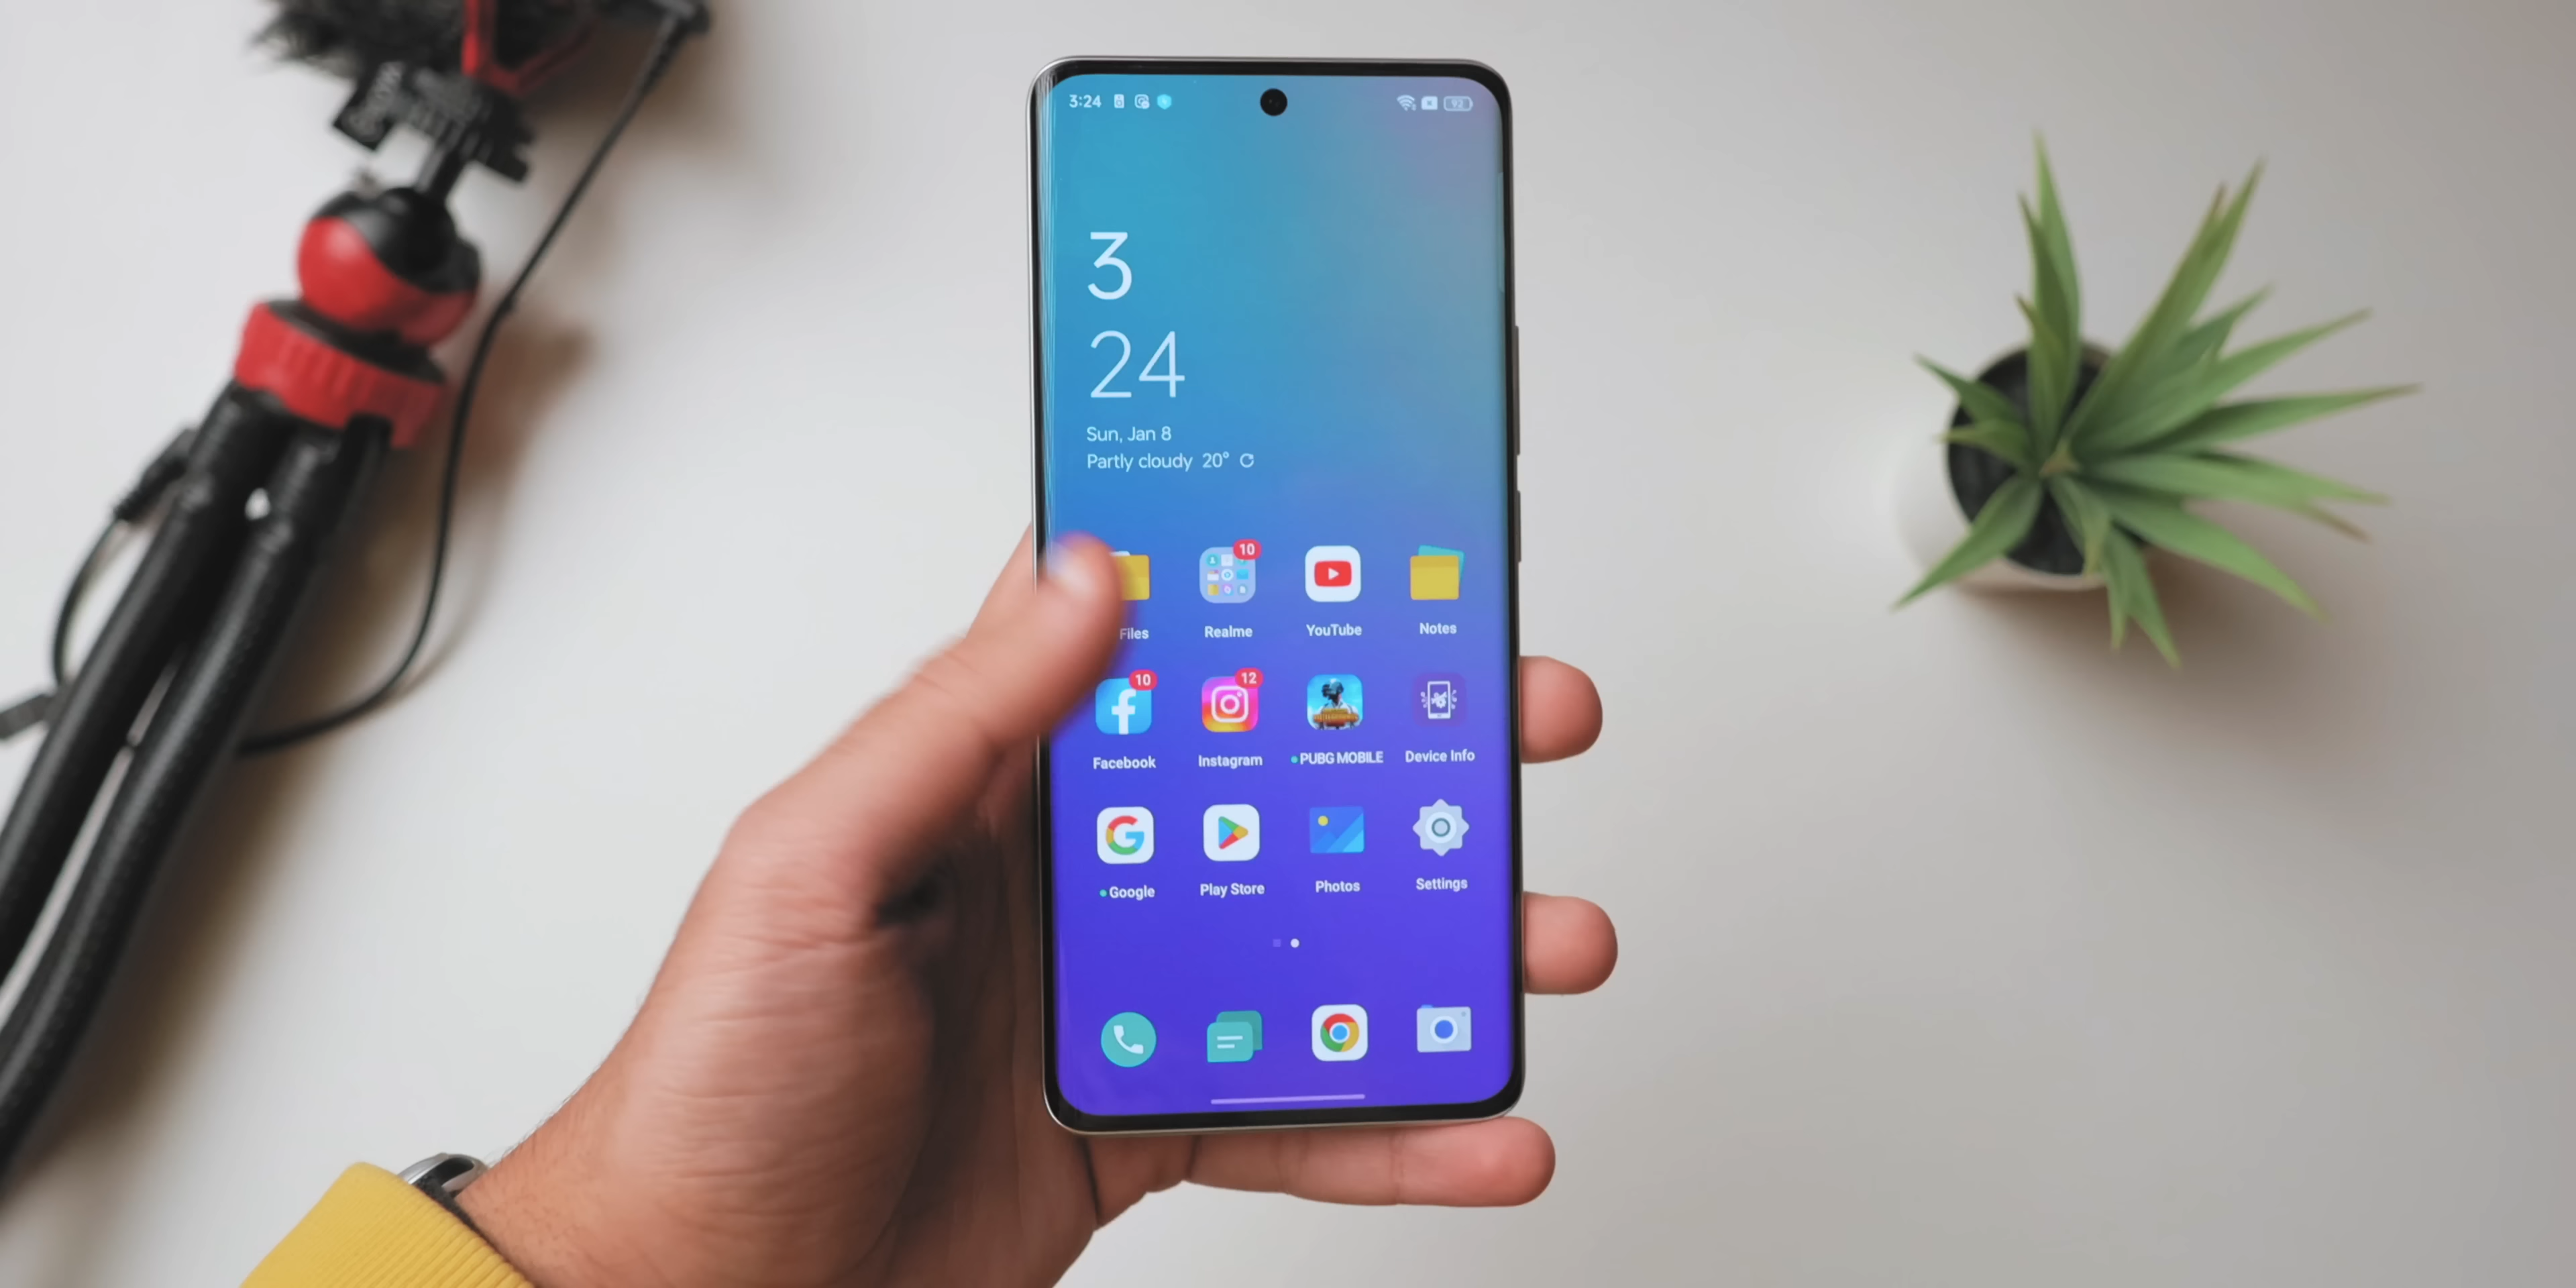 3:24
92
3
24
Sun, Jan 8
Partly cloudy 20°
10
Files Realme YouTube Notes
10 12
Facebook Instagram PUBG MOBILE Device Info
Google Play Store Photos Settings